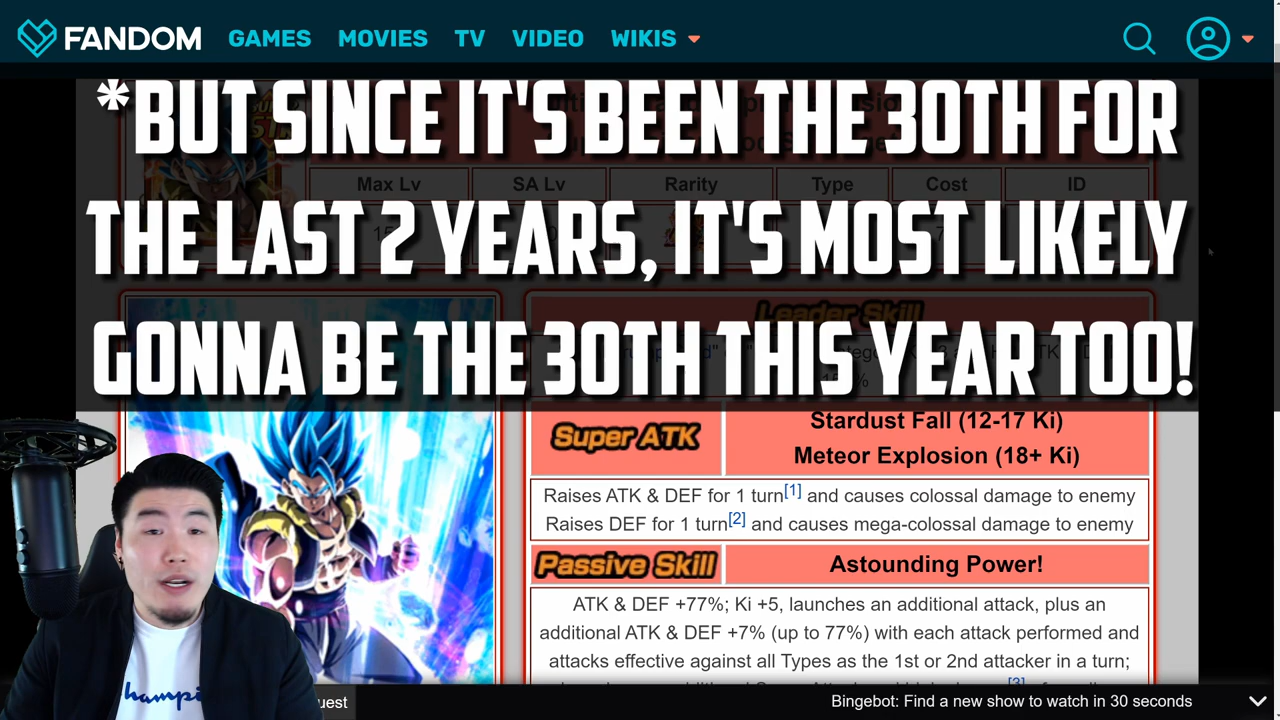 FANDOM GAMES MOVIES TV VIDEO WIKIS
*BUT SINCE IT'S BEEN THE 30TH FOR
Max Lv SA Lv Rarity Type Cost ID
THE LAST 2 YEARS, IT'S MOST LIKELY
Leader Skill
GONNA BE THE 30TH THIS YEAR TOO!
Stardust Fall (12-17 Ki)
Super ATK
Meteor Explosion (18+ Ki)
Raises ATK & DEF for 1 turn[1] and causes colossal damage to enemy
Raises DEF for 1 turn[2] and causes mega-colossal damage to enemy
Passive Skill Astounding Power!
ATK & DEF +77%; Ki +5, launches an additional attack, plus an
additional ATK & DEF +7% (up to 77%) with each attack performed and
attacks effective against all Types as the 1st or 2nd attacker in a turn;
[3]
hampi
uest
Bingebot: Find a new show to watch in 30 seconds